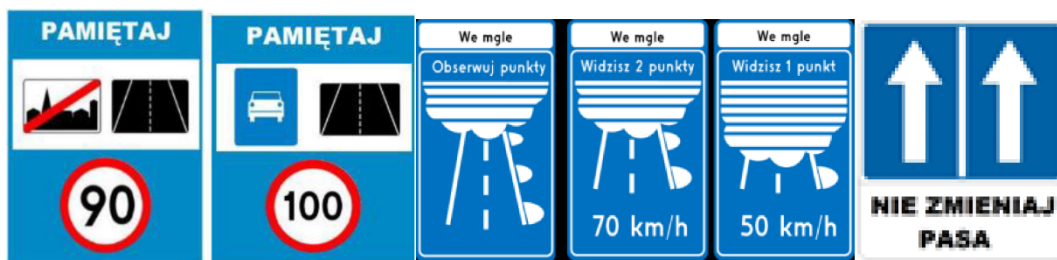 PAMIĘTAJ
90
PAMIĘTAJ
100
We mgle
Obserwuj punkty
We mgle
Widzisz 2 punkty
70 km/h
We mgle
Widzisz 1 punkt
50 km/h
NIE ZMIENIAJ
PASA